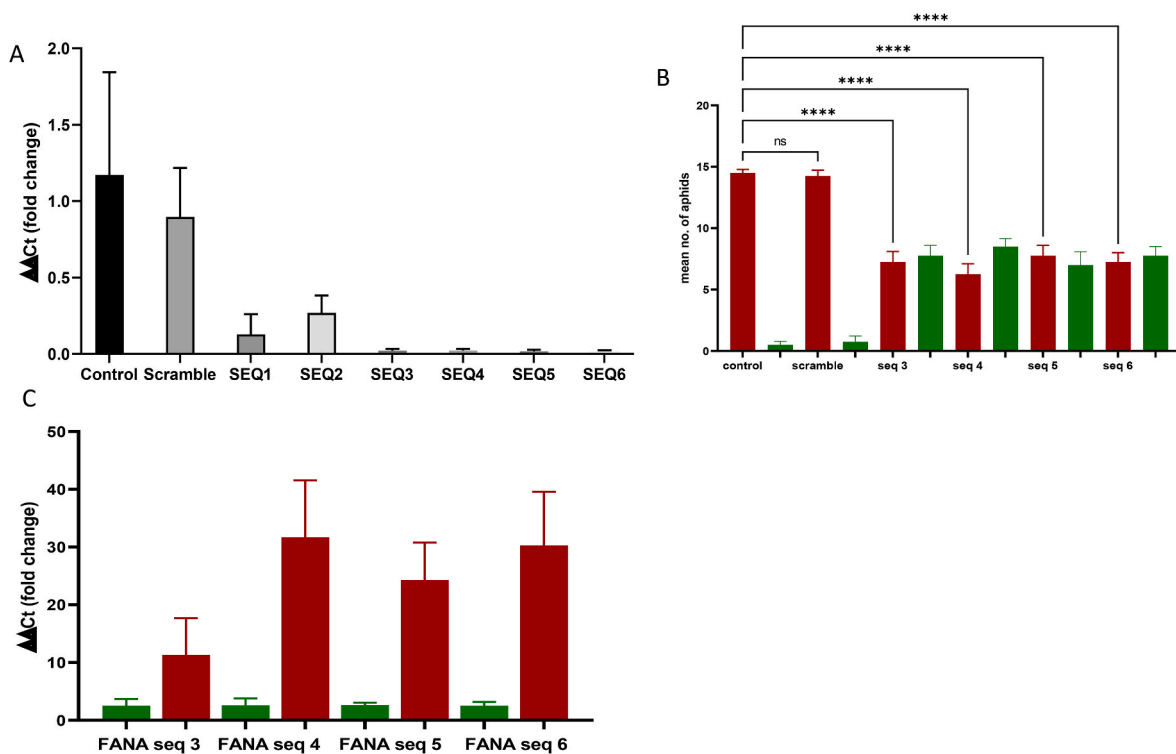 A
ΔΔCt (fold change)
2.0
1.5
1.0
0.5
0.0
Control Scramble SEQ1 SEQ2 SEQ3 SEQ4 SEQ5 SEQ6
B
****
****
****
****
ns
mean no. of aphids
20
15
10
5
0
control scramble seq 3 seq 4 seq 5 seq 6
C
ΔΔCt (fold change)
50
40
30
20
10
0
FANA seq 3 FANA seq 4 FANA seq 5 FANA seq 6